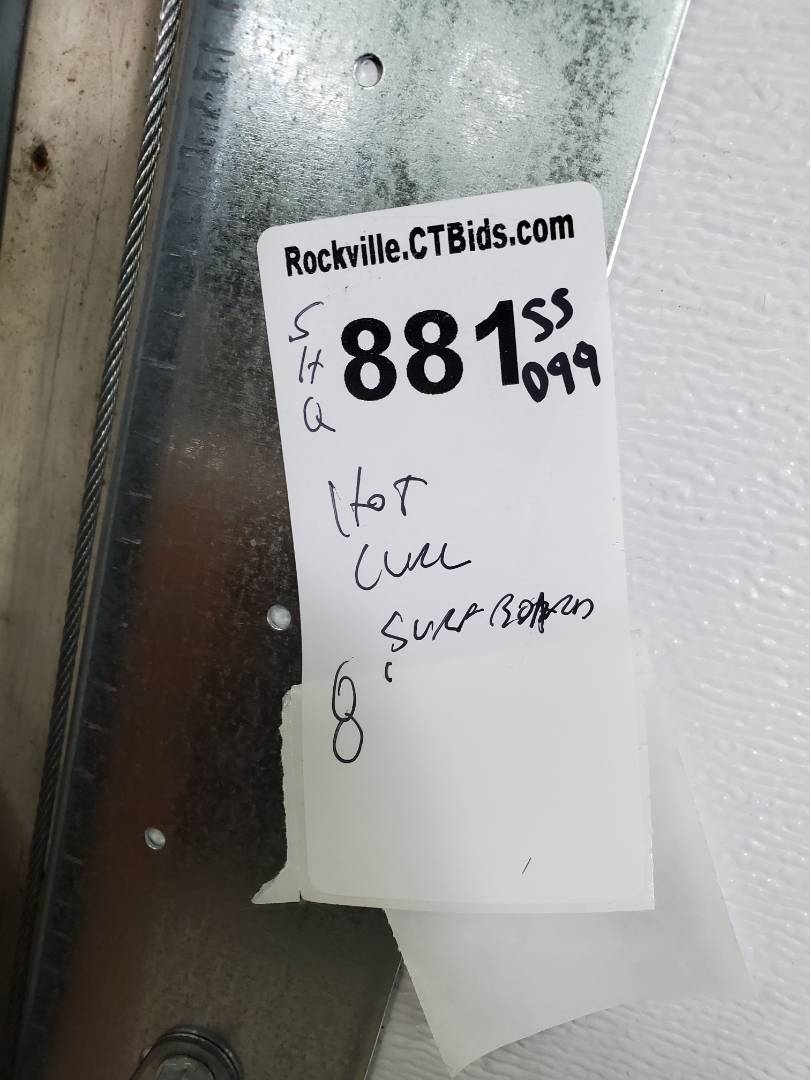 Rockville.CTBids.com
S
H
Q
881
SS
099
HOT
CURL
SURFBOARD
8